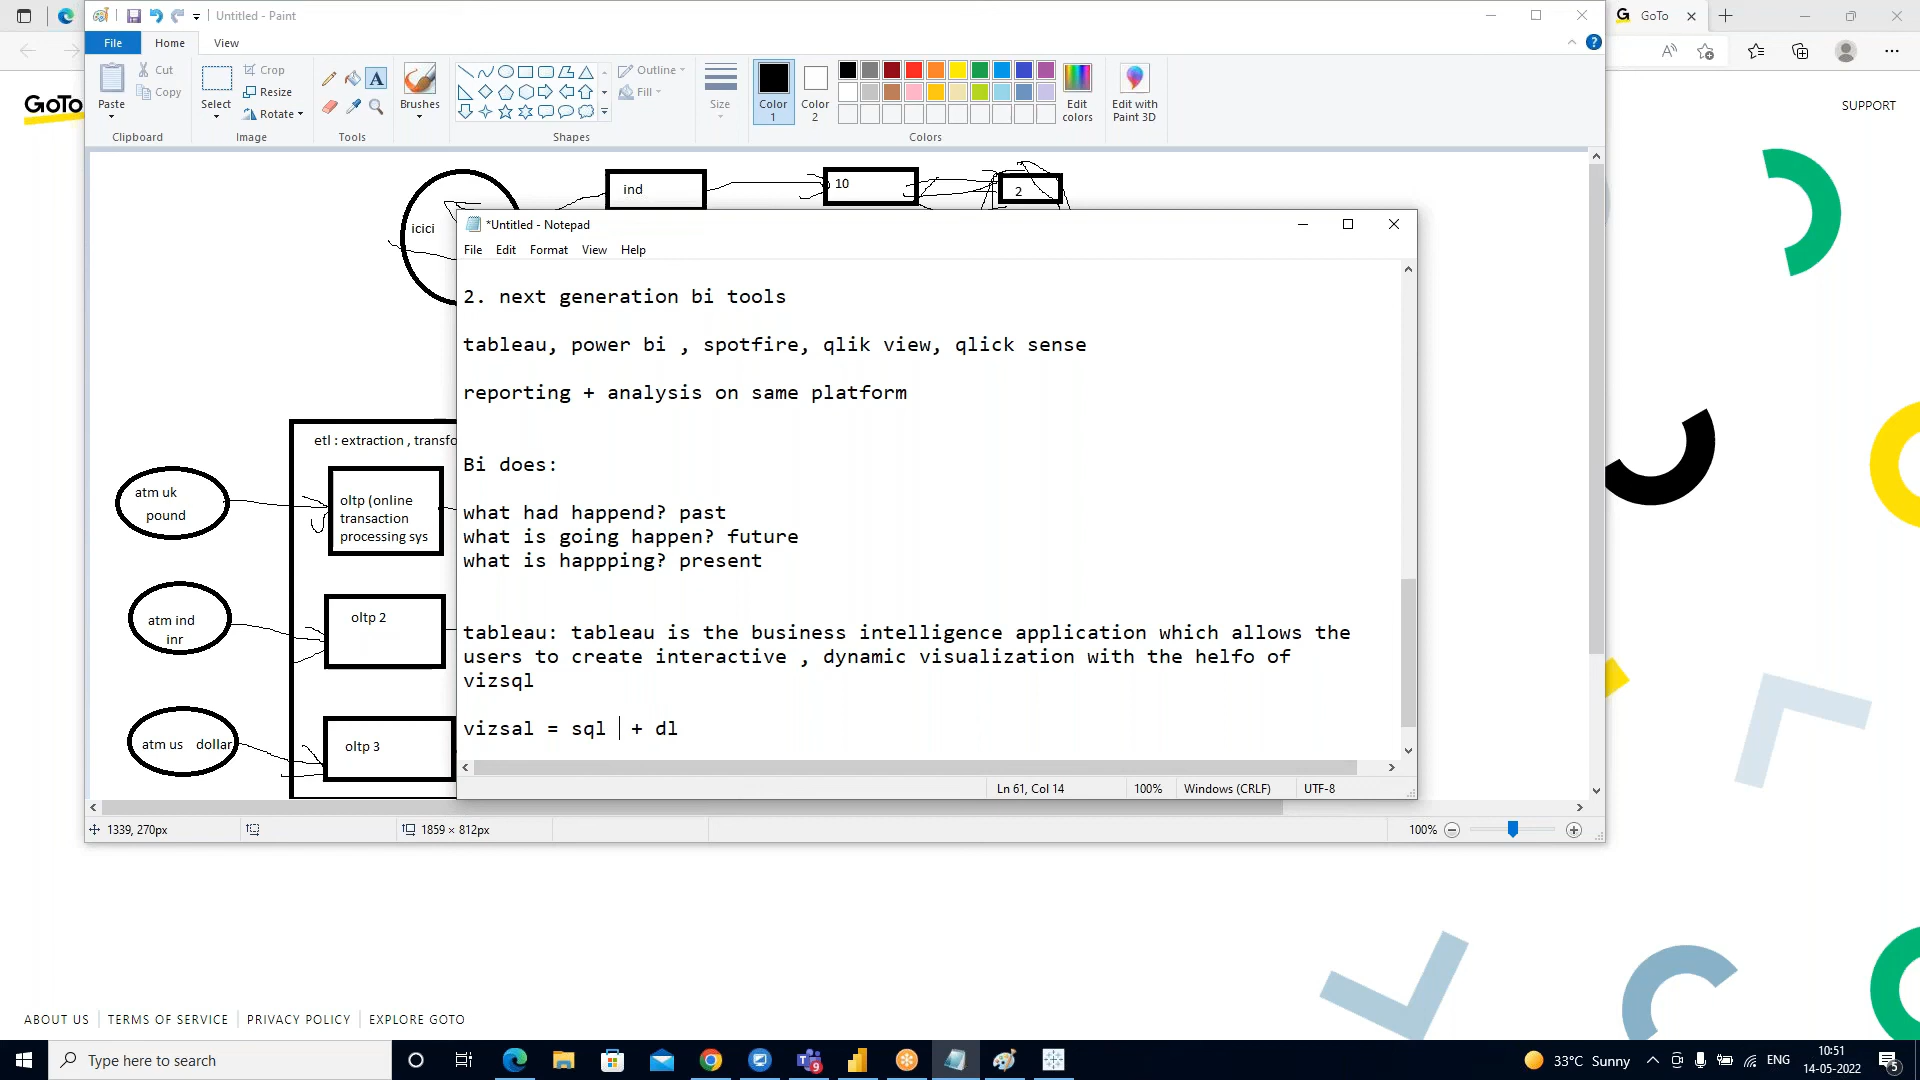 Untitled - Paint
GoTo
File
Home
View
Paste
Cut
Copy
Clipboard
Select
Crop
Resize
Rotate
Image
A
Tools
Brushes
Outline
Fill
Shapes
Size
Color
1
Color
2
Edit
colors
Colors
Edit with
Paint 3D
GoTo
SUPPORT
ind
10
2
icici
*Untitled - Notepad
File
Edit
Format
View
Help
2. next generation bi tools
tableau, power bi , spotfire, qlik view, qlick sense
reporting + analysis on same platform
Bi does:
what had happend? past
what is going happen? future
what is happping? present
tableau: tableau is the business intelligence application which allows the
users to create interactive , dynamic visualization with the helfo of
vizsql
vizsal = sql + dl
Ln 61, Col 14
100%
Windows (CRLF)
UTF-8
etl : extraction , transfo
atm uk
pound
oltp (online
transaction
processing sys
atm ind
inr
oltp 2
atm us dollar
oltp 3
1339, 270px
1859 × 812px
100%
ABOUT US
TERMS OF SERVICE
PRIVACY POLICY
EXPLORE GOTO
Type here to search
9
33°C Sunny
ENG
10:51
14-05-2022
5